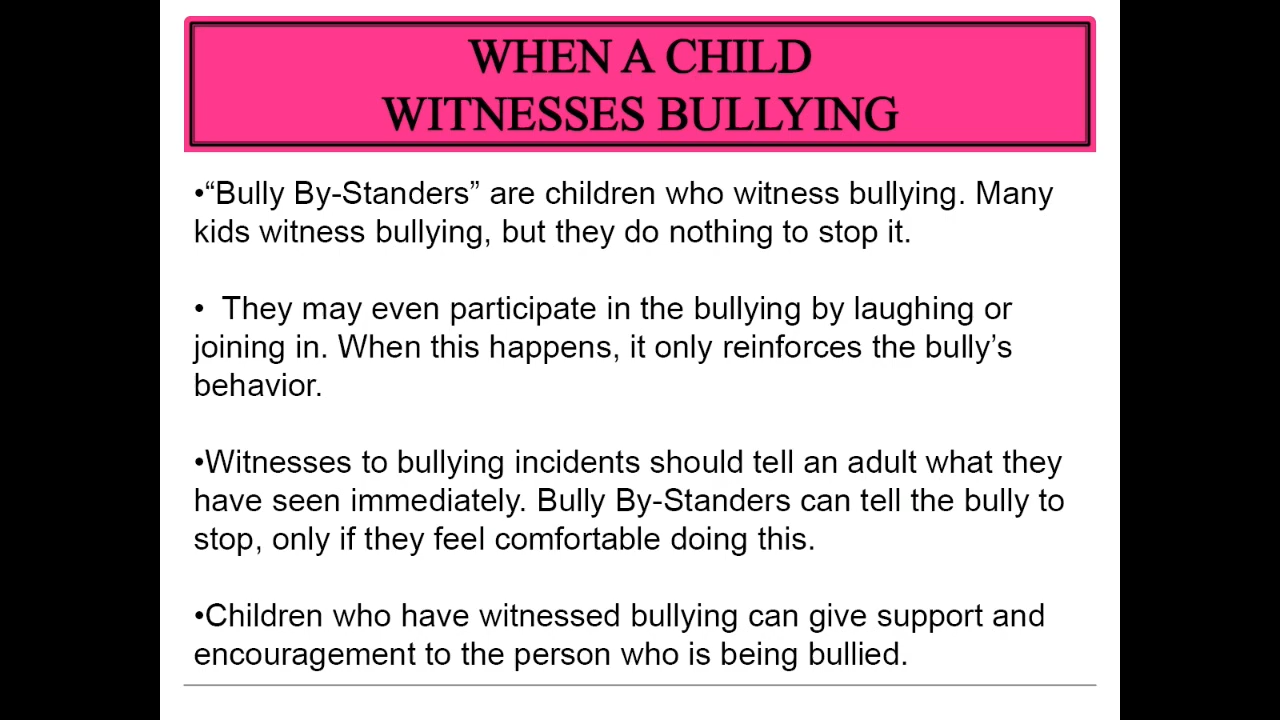 WHEN A CHILD
WITNESSES BULLYING
•“Bully By-Standers” are children who witness bullying. Many
kids witness bullying, but they do nothing to stop it.
• They may even participate in the bullying by laughing or
joining in. When this happens, it only reinforces the bully’s
behavior.
•Witnesses to bullying incidents should tell an adult what they
have seen immediately. Bully By-Standers can tell the bully to
stop, only if they feel comfortable doing this.
•Children who have witnessed bullying can give support and
encouragement to the person who is being bullied.